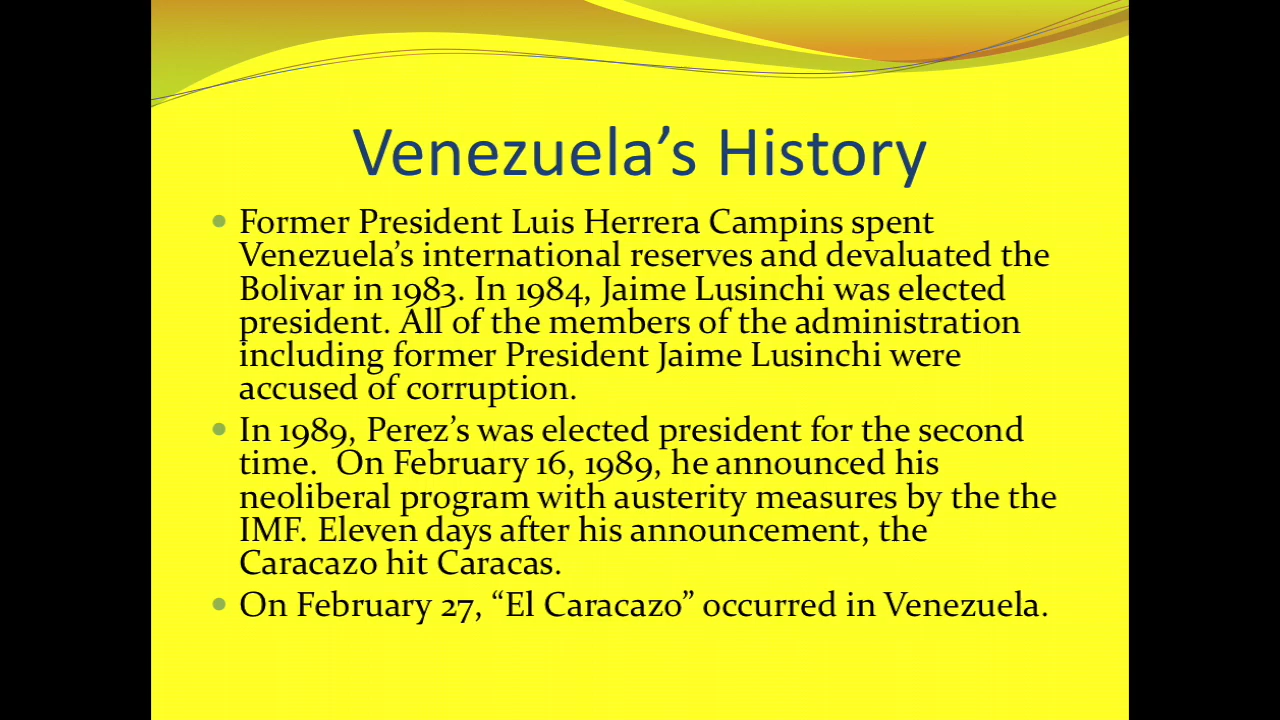 Venezuela’s History
Former President Luis Herrera Campins spent
Venezuela’s international reserves and devaluated the
Bolivar in 1983. In 1984, Jaime Lusinchi was elected
president. All of the members of the administration
including former President Jaime Lusinchi were
accused of corruption.
In 1989, Perez’s was elected president for the second
time.  On February 16, 1989, he announced his
neoliberal program with austerity measures by the the
IMF. Eleven days after his announcement, the
Caracazo hit Caracas.
On February 27, “El Caracazo” occurred in Venezuela.